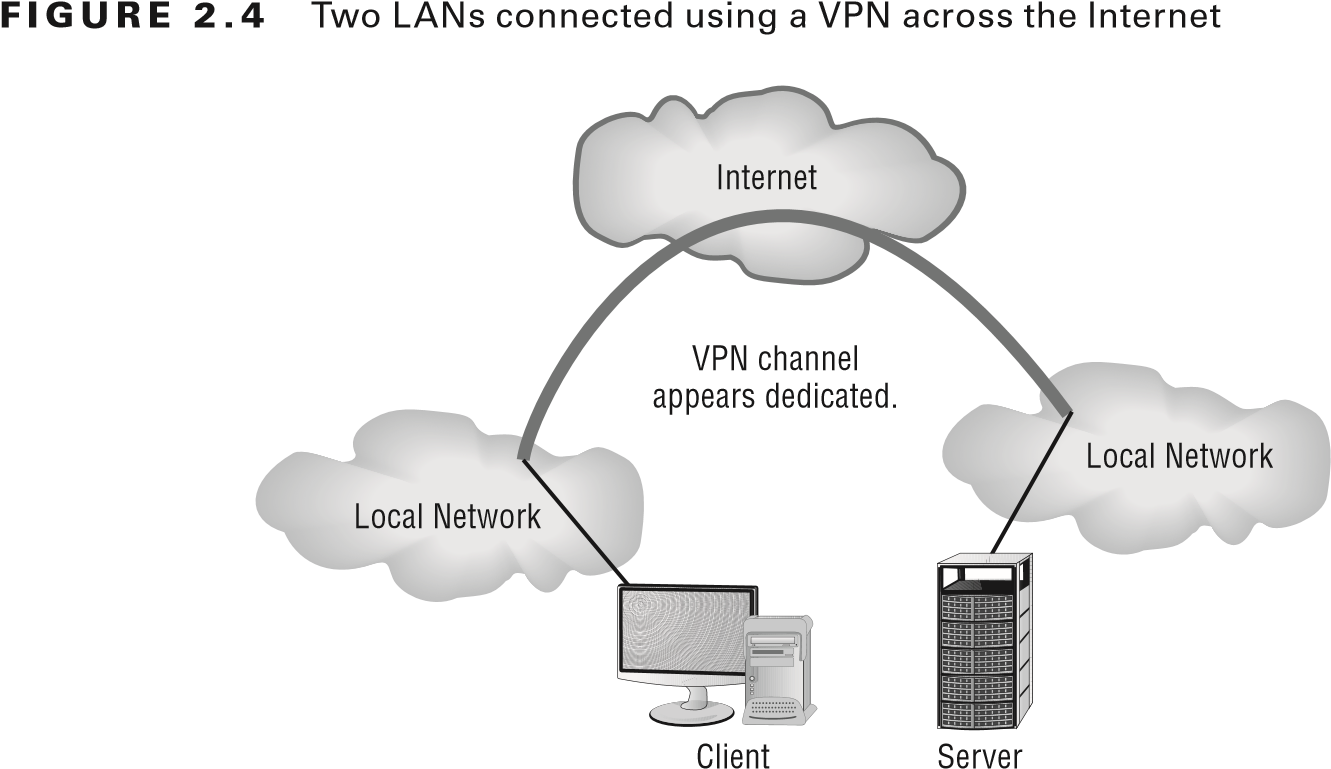 FIGURE 2.4 Two LANs connected using a VPN across the Internet
Internet
VPN channel
appears dedicated.
Local Network
Local Network
Client
Server